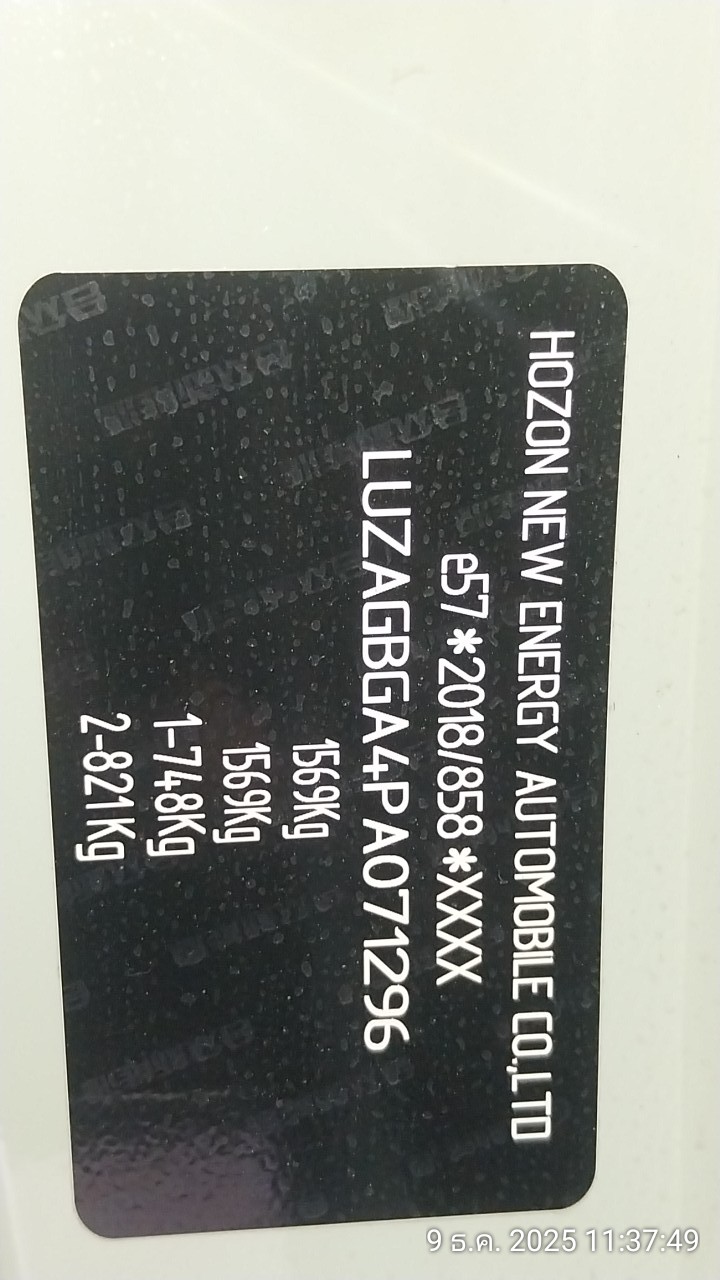 HOZON NEW ENERGY AUTOMOBILE CO.,LTD
e57*2018/858*XXXX
LUZAGBGA4PA071296
1569Kg
1569Kg
1-748Kg
2-821Kg
9 ธ.ค. 2025 11:37:49